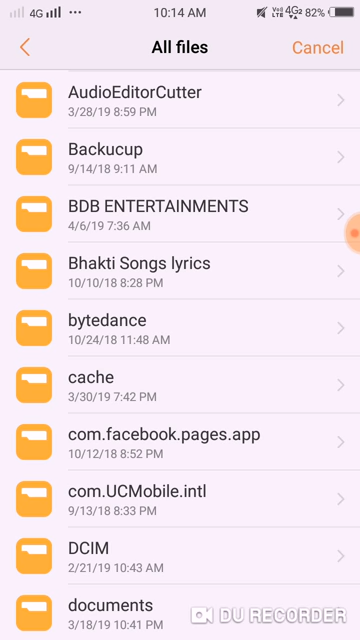 4G 10:14 AM VoD LTE 4G2 82%
All files Cancel
AudioEditorCutter
3/28/19 8:59 PM
Backucup
9/14/18 9:11 AM
BDB ENTERTAINMENTS
4/6/19 7:36 AM
Bhakti Songs lyrics
10/10/18 8:28 PM
bytedance
10/24/18 11:48 AM
cache
3/30/19 7:42 PM
com.facebook.pages.app
10/12/18 8:52 PM
com.UCMobile.intl
9/13/18 8:33 PM
DCIM
2/21/19 10:43 AM
documents
3/18/19 10:41 PM
DU RECORDER